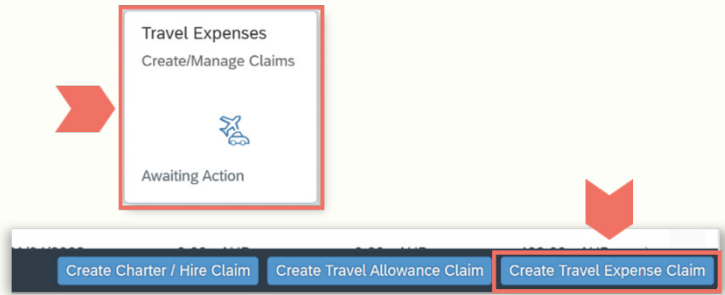 Travel Expenses
Create/Manage Claims
Awaiting Action
Create Charter / Hire Claim Create Travel Allowance Claim Create Travel Expense Claim